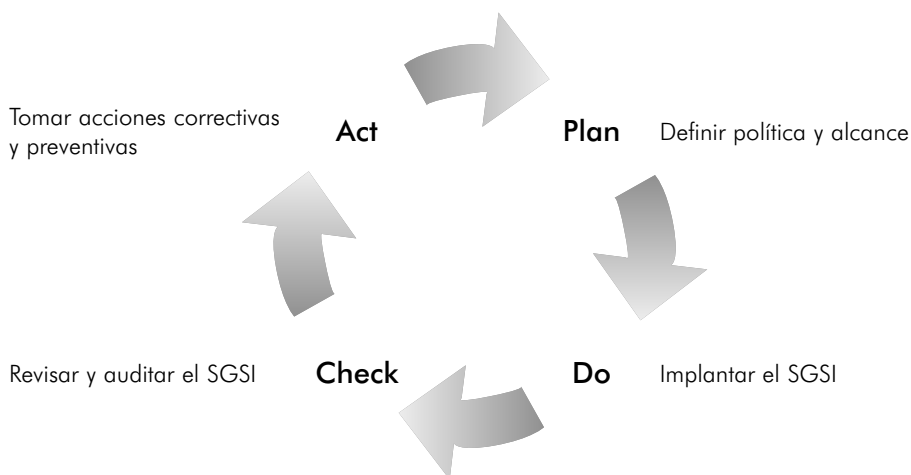 Tomar acciones correctivas
y preventivas
Act
Plan
Definir política y alcance
Revisar y auditar el SGSI
Check
Do
Implantar el SGSI